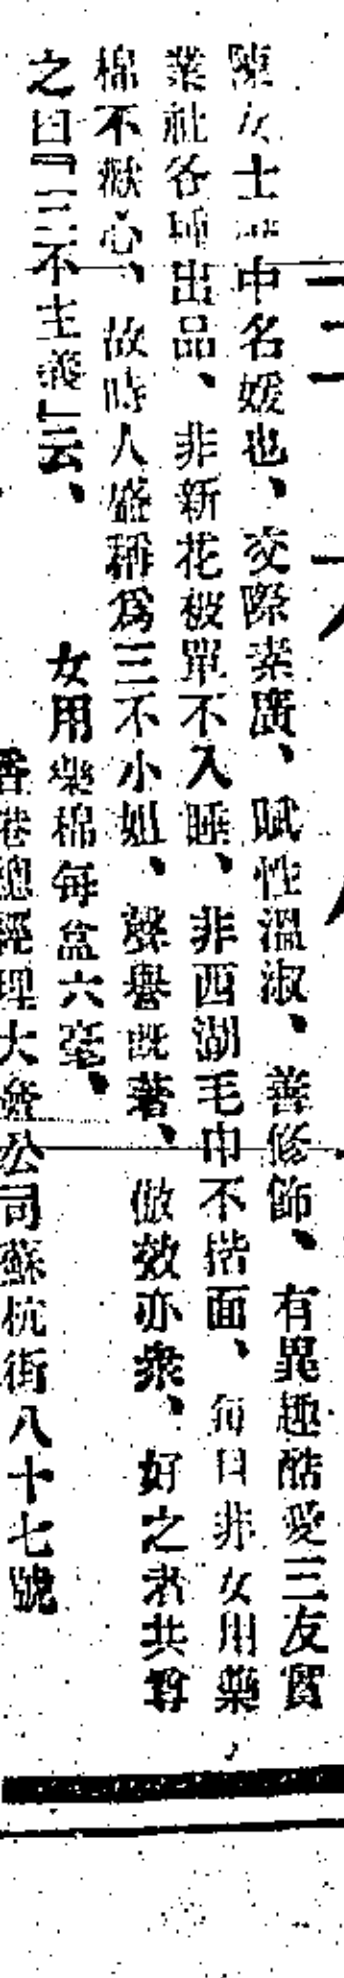 陳女士中名媛也、交際素廣、賦性溫淑、善修飾、有異趣酷愛三友實
業社各種出品、非新花被單不入睡、非西湖毛巾不揩面、每日非女用藥
棉不歡心、故時人盛稱爲三不小姐、聲譽既著、倣效亦衆、好之者共尊
之曰『三不主義』云、
女用藥棉每盒六毫、
香港總經理大   公司蘇杭街八十七號